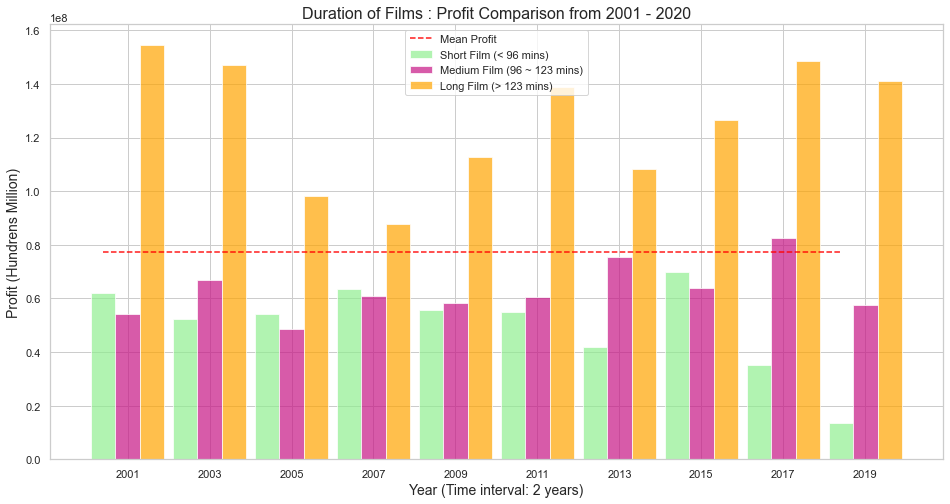 Duration of Films : Profit Comparison from 2001 - 2020
1e8
Mean Profit
Short Film (< 96 mins)
Medium Film (96 ~ 123 mins)
Long Film (> 123 mins)
Profit (Hundrens Million)
1.6
1.4
1.2
1.0
0.8
0.6
0.4
0.2
0.0
2001 2003 2005 2007 2009 2011 2013 2015 2017 2019
Year (Time interval: 2 years)